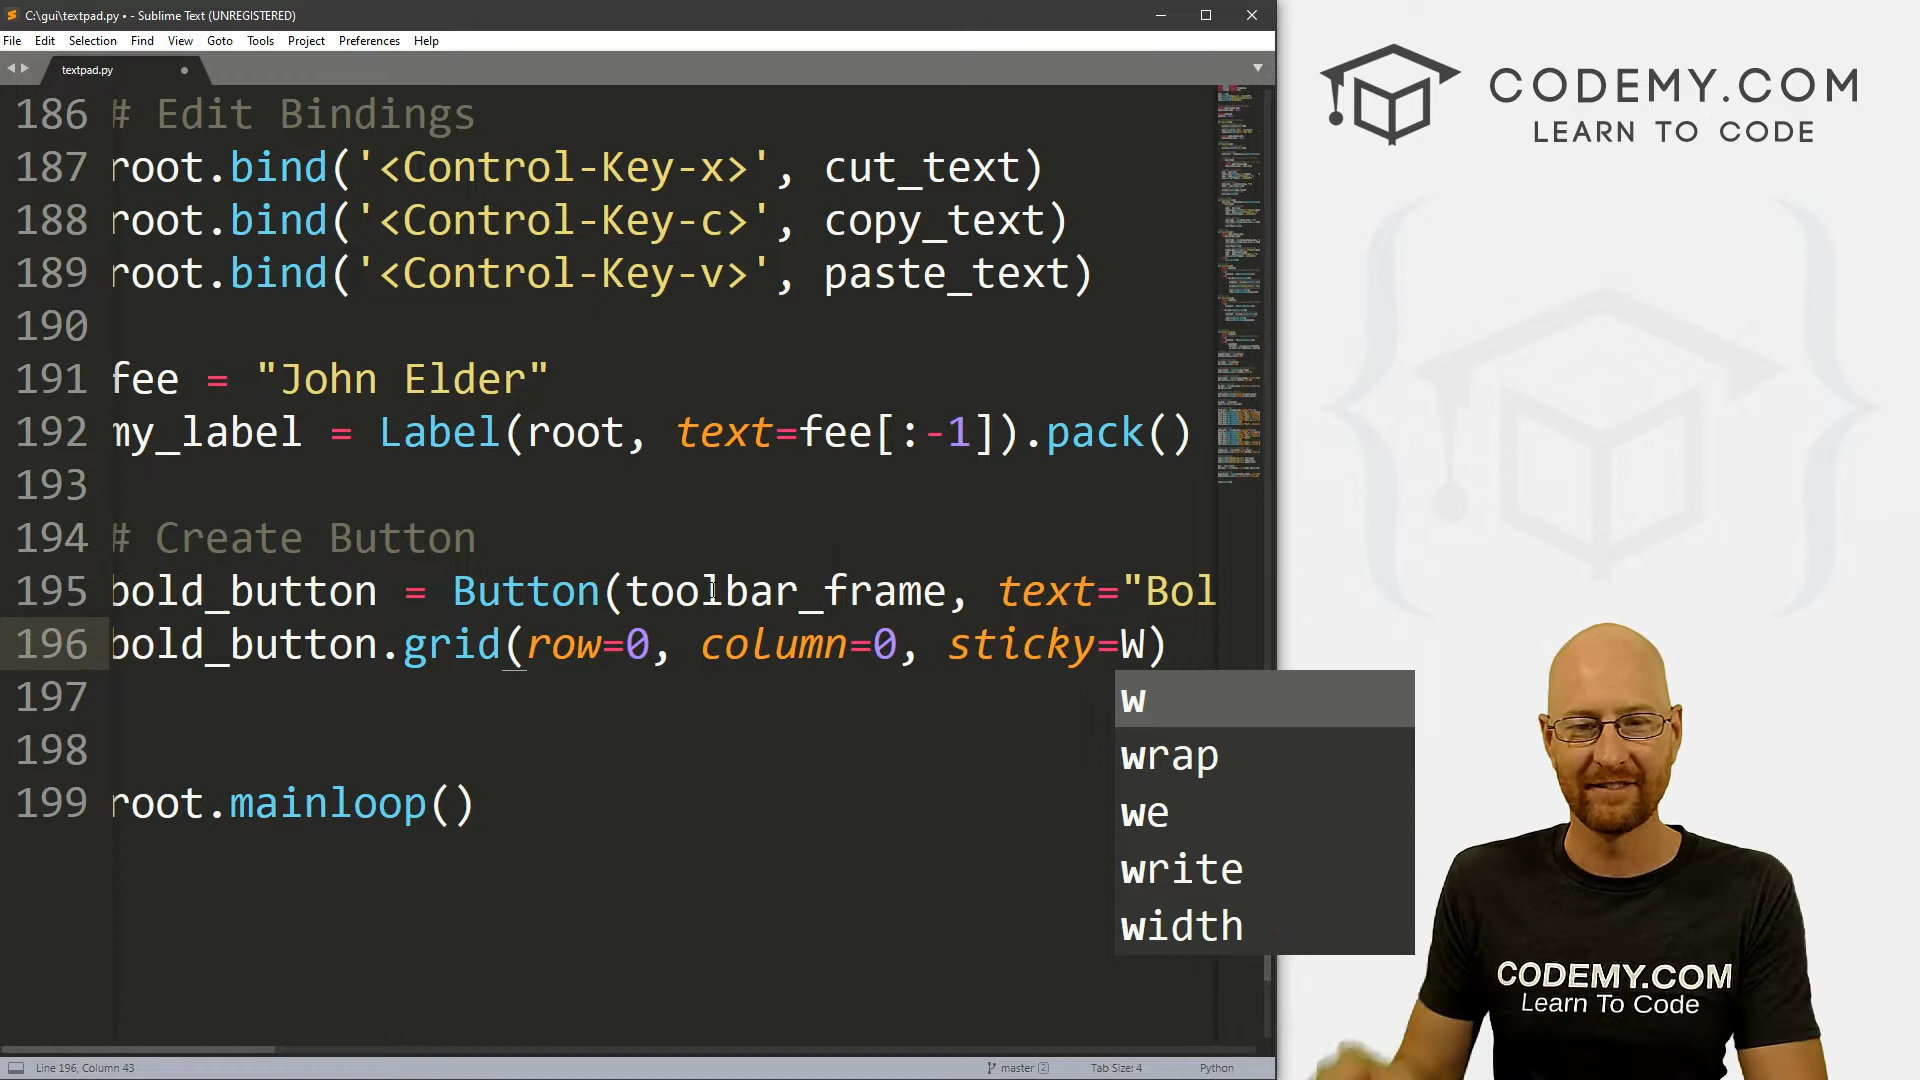 C:\gui\textpad.py • - Sublime Text (UNREGISTERED)
File Edit Selection Find View Goto Tools Project Preferences Help
textpad.py
186 # Edit Bindings
187 root.bind('<Control-Key-x>', cut_text)
188 root.bind('<Control-Key-c>', copy_text)
189 root.bind('<Control-Key-v>', paste_text)
190
191 fee = "John Elder"
192 my_label = Label(root, text=fee[:-1]).pack()
193
194 # Create Button
195 bold_button = Button(toolbar_frame, text="Bol
196 bold_button.grid(row=0, column=0, sticky=W)
197
198
199 root.mainloop()
w
wrap
we
write
width
Line 196, Column 43
master 2
Tab Size: 4
Python
CODEMY.COM
LEARN TO CODE
CODEMY.COM
Learn To Code